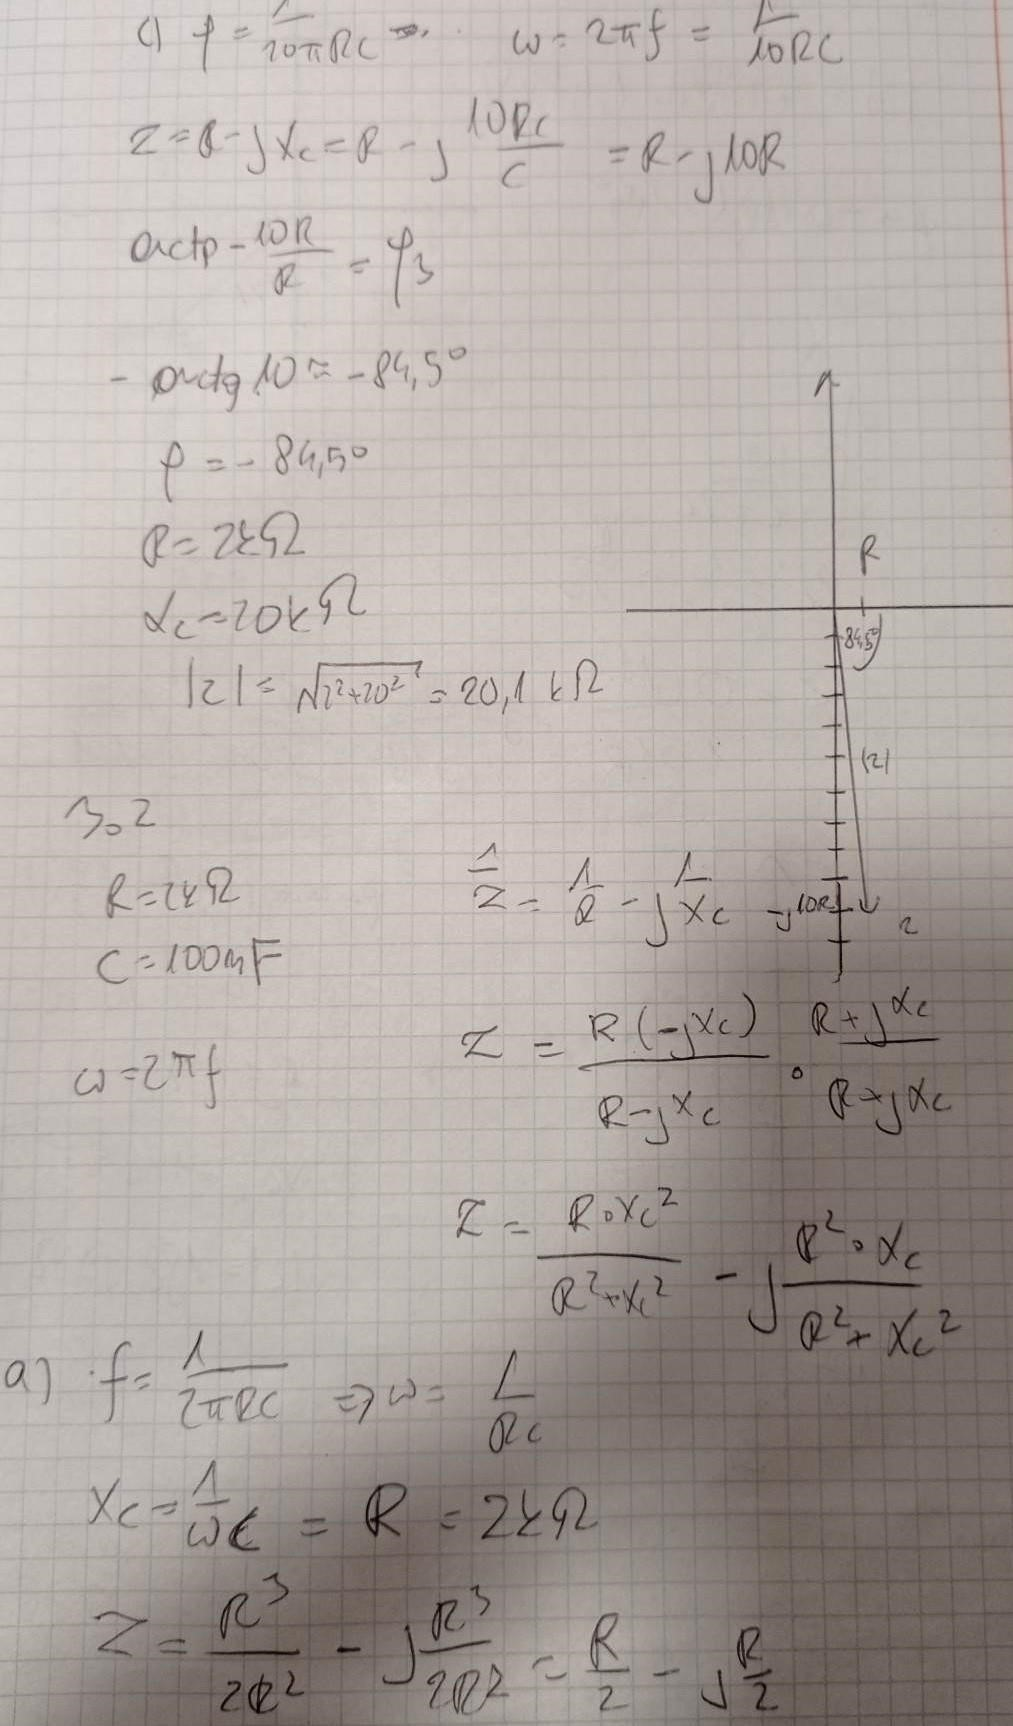 c) f = 1/(20πRC) ω = 2πf = 1/(10RC)
Z = R - jXc = R - j 10RC/C = R - j10R
arctg -10R/R = φ3
- arctg 10 ≈ -84,5°
φ = - 84,5°
R = 2kΩ
R
Xc = 20kΩ
84,5°
|Z| = √(2²+20²) = 20,1 kΩ
|Z|
3.2
R = 2kΩ
1/Z = 1/R - j 1/Xc
-j10R
Z
C = 100nF
Z = R(-jXc)/(R-jXc) · (R+jXc)/(R+jXc)
ω = 2πf
Z = R·Xc²/(R²+Xc²) - j R²·Xc/(R²+Xc²)
a) f = 1/(2πRC) => ω = 1/(RC)
Xc = 1/(ωC) = R = 2kΩ
Z = R³/(2R²) - j R³/(2R²) = R/2 - j R/2